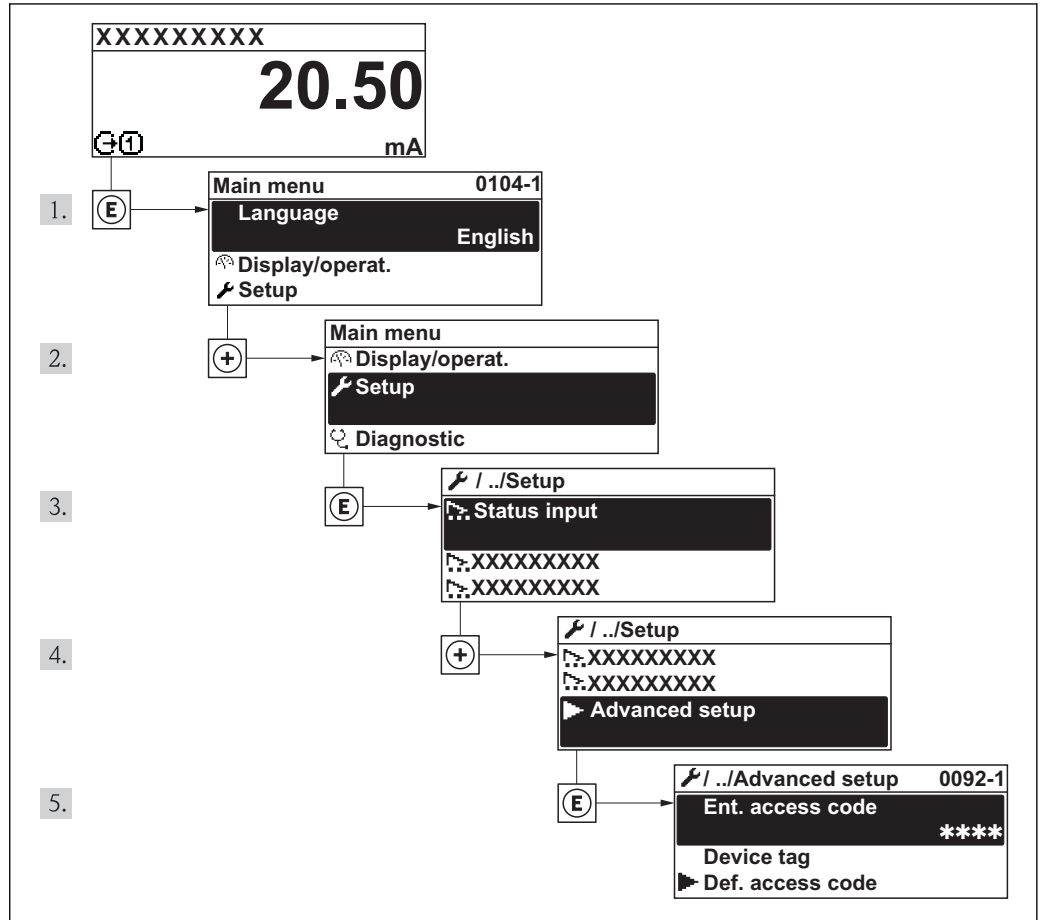 XXXXXXXXX
20.50
1 mA
1. E
Main menu 0104-1
Language
English
Display/operat.
Setup
2. +
Main menu
Display/operat.
Setup
Diagnostic
3. E
/ ../Setup
Status input
XXXXXXXXX
XXXXXXXXX
4. +
/ ../Setup
XXXXXXXXX
XXXXXXXXX
Advanced setup
5. E
/ ../Advanced setup 0092-1
Ent. access code
****
Device tag
Def. access code